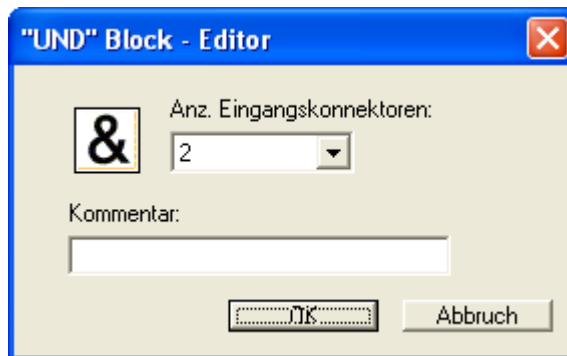 "UND" Block - Editor
&
Anz. Eingangskonnektoren:
2
Kommentar:
OK
Abbruch